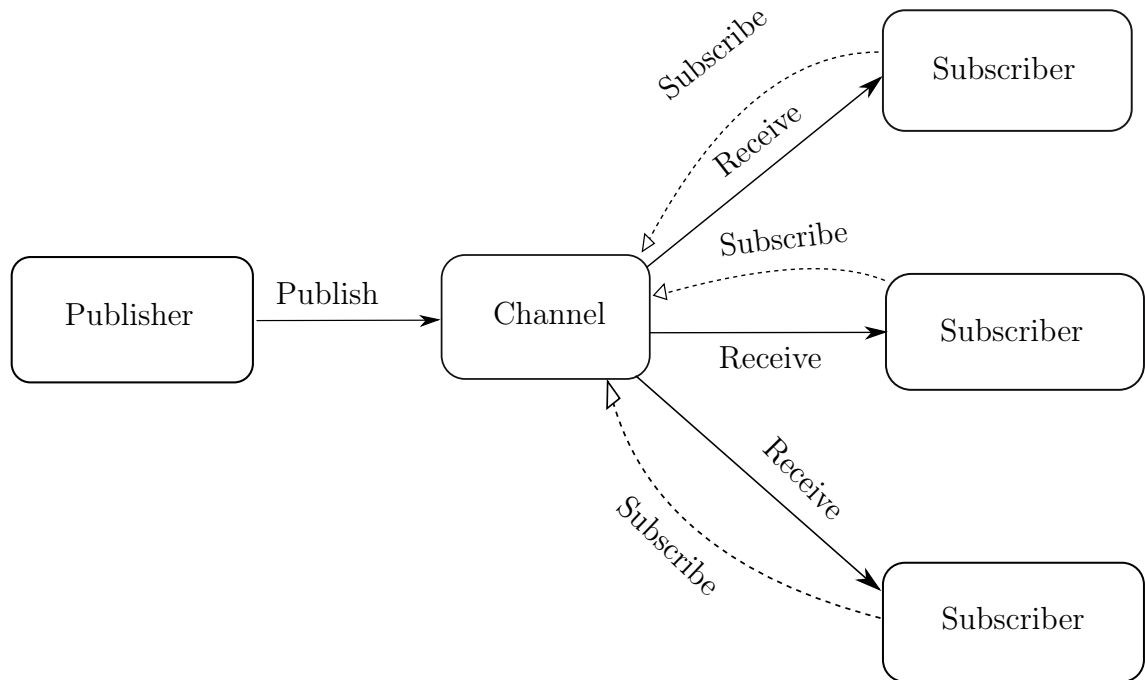 Subscribe
Subscriber
Receive
Subscribe
Publish
Publisher
Channel
Subscriber
Receive
Receive
Subscribe
Subscriber